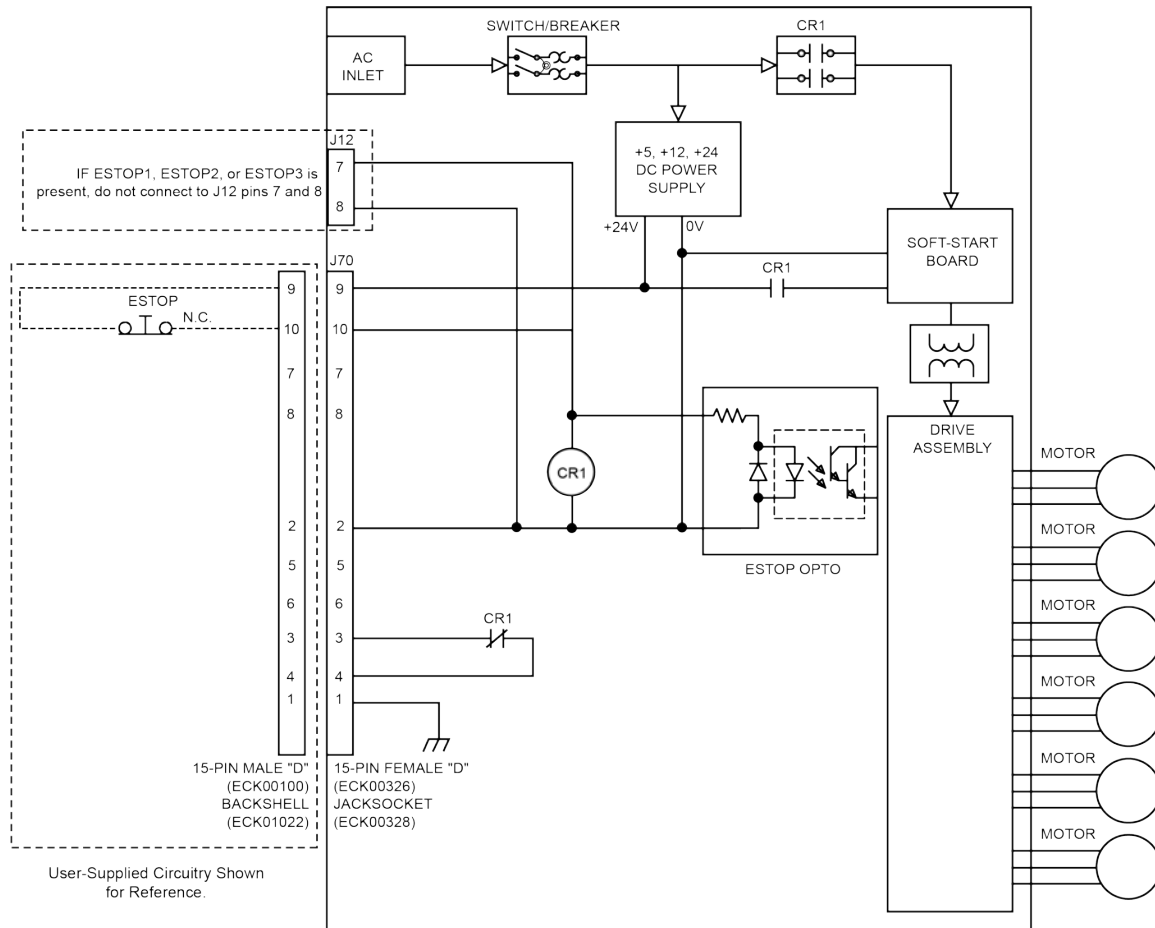 SWITCH/BREAKER
CR1
AC
INLET
J12
IF ESTOP1, ESTOP2, or ESTOP3 is
present, do not connect to J12 pins 7 and 8
7
8
+5, +12, +24
DC POWER
SUPPLY
+24V
0V
SOFT-START
BOARD
J70
CR1
ESTOP
N.C.
9
9
10
10
7
7
8
8
2
2
5
5
6
6
3
3
4
4
1
1
CR1
CR1
ESTOP OPTO
DRIVE
ASSEMBLY
MOTOR
MOTOR
MOTOR
MOTOR
MOTOR
MOTOR
15-PIN MALE "D"
(ECK00100)
BACKSHELL
(ECK01022)
15-PIN FEMALE "D"
(ECK00326)
JACKSOCKET
(ECK00328)
User-Supplied Circuitry Shown
for Reference.